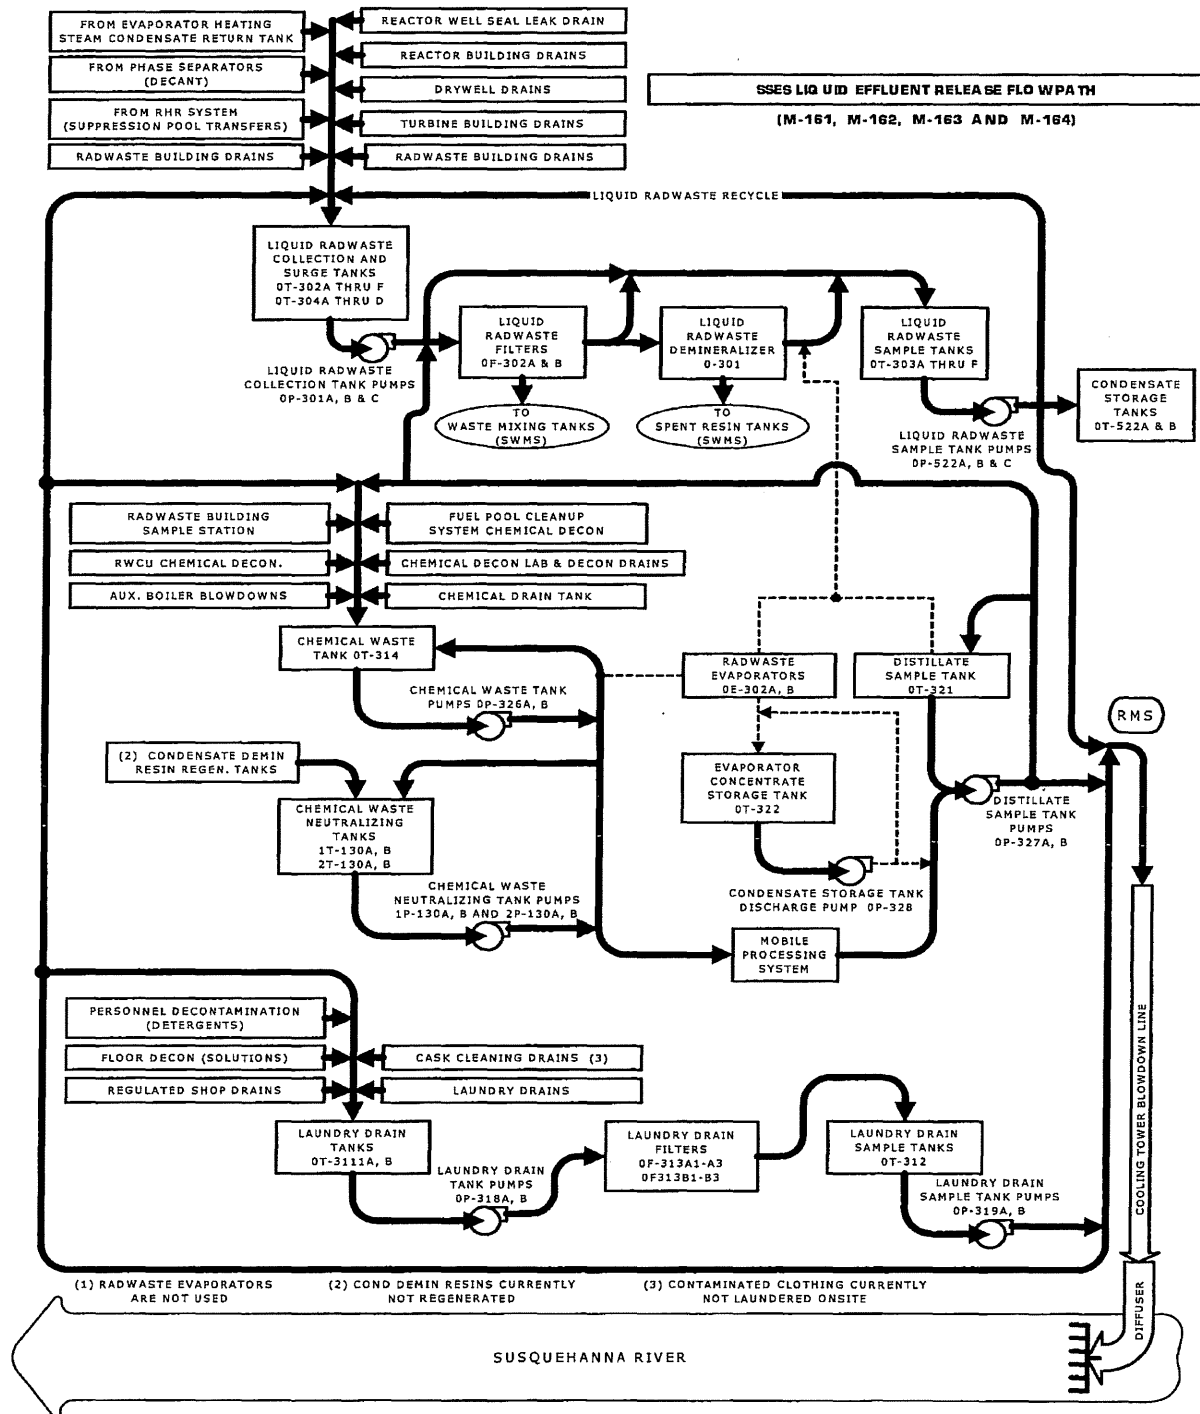 FROM EVAPORATOR HEATING
STEAM CONDENSATE RETURN TANK
REACTOR WELL SEAL LEAK DRAIN
FROM PHASE SEPARATORS
(DECANT)
REACTOR BUILDING DRAINS
DRYWELL DRAINS
FROM RHR SYSTEM
(SUPPRESSION POOL TRANSFERS)
TURBINE BUILDING DRAINS
RADWASTE BUILDING DRAINS
RADWASTE BUILDING DRAINS
SSES LIQUID EFFLUENT RELEASE FLOWPATH
(M-161, M-162, M-163 AND M-164)
LIQUID RADWASTE RECYCLE
LIQUID RADWASTE
COLLECTION AND
SURGE TANKS
0T-302A THRU F
0T-304A THRU D
LIQUID RADWASTE
COLLECTION TANK PUMPS
0P-301A, B & C
LIQUID
RADWASTE
FILTERS
0F-302A & B
TO
WASTE MIXING TANKS
(SWMS)
LIQUID
RADWASTE
DEMINERALIZER
0-301
TO
SPENT RESIN TANKS
(SWMS)
LIQUID
RADWASTE
SAMPLE TANKS
0T-303A THRU F
LIQUID RADWASTE
SAMPLE TANK PUMPS
0P-522A, B & C
CONDENSATE
STORAGE
TANKS
0T-522A & B
RADWASTE BUILDING
SAMPLE STATION
FUEL POOL CLEANUP
SYSTEM CHEMICAL DECON
RWCU CHEMICAL DECON.
CHEMICAL DECON LAB & DECON DRAINS
AUX. BOILER BLOWDOWNS
CHEMICAL DRAIN TANK
CHEMICAL WASTE
TANK 0T-314
CHEMICAL WASTE TANK
PUMPS 0P-326A, B
RADWASTE
EVAPORATORS
0E-302A, B
DISTILLATE
SAMPLE TANK
0T-321
RMS
(2) CONDENSATE DEMIN
RESIN REGEN. TANKS
EVAPORATOR
CONCENTRATE
STORAGE TANK
0T-322
DISTILLATE
SAMPLE TANK
PUMPS
0P-327A, B
CHEMICAL WASTE
NEUTRALIZING
TANKS
1T-130A, B
2T-130A, B
CHEMICAL WASTE
NEUTRALIZING TANK PUMPS
1P-130A, B AND 2P-130A, B
CONDENSATE STORAGE TANK
DISCHARGE PUMP 0P-328
MOBILE
PROCESSING
SYSTEM
PERSONNEL DECONTAMINATION
(DETERGENTS)
FLOOR DECON (SOLUTIONS)
CASK CLEANING DRAINS (3)
REGULATED SHOP DRAINS
LAUNDRY DRAINS
LAUNDRY DRAIN
TANKS
0T-3111A, B
LAUNDRY DRAIN
TANK PUMPS
0P-318A, B
LAUNDRY DRAIN
FILTERS
0F-313A1-A3
0F313B1-B3
LAUNDRY DRAIN
SAMPLE TANKS
0T-312
LAUNDRY DRAIN
SAMPLE TANK PUMPS
0P-319A, B
COOLING TOWER BLOWDOWN LINE
(1) RADWASTE EVAPORATORS
ARE NOT USED
(2) COND DEMIN RESINS CURRENTLY
NOT REGENERATED
(3) CONTAMINATED CLOTHING CURRENTLY
NOT LAUNDERED ONSITE
DIFFUSER
SUSQUEHANNA RIVER